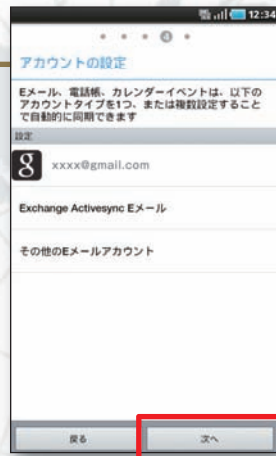 12:34
4
アカウントの設定
Eメール、電話帳、カレンダーイベントは、以下の
アカウントタイプを1つ、または複数設定すること
で自動的に同期できます
設定
g xxxx@gmail.com
Exchange Activesync Eメール
その他のEメールアカウント
戻る 次へ